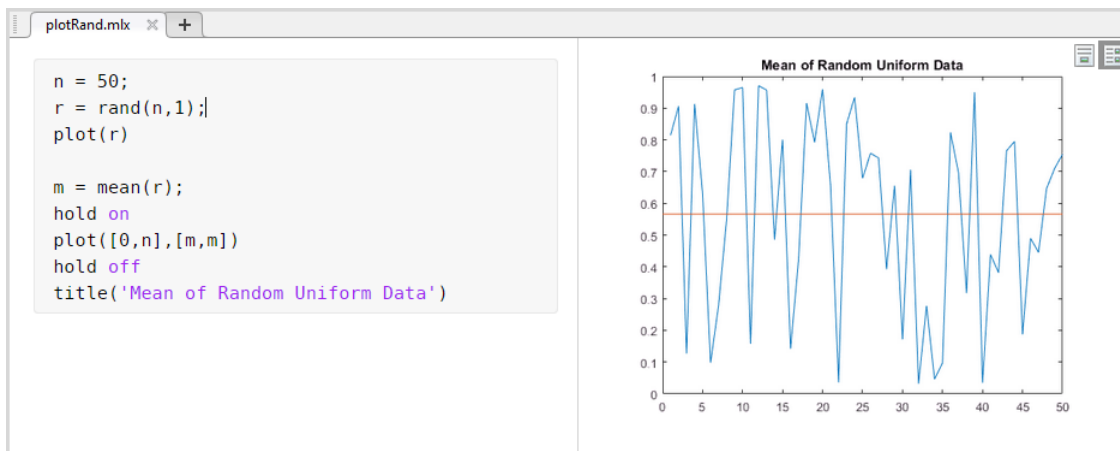 plotRand.mlx
n = 50;
r = rand(n,1);
plot(r)
m = mean(r);
hold on
plot([0,n],[m,m])
hold off
title('Mean of Random Uniform Data')
Mean of Random Uniform Data
1
0.9
0.8
0.7
0.6
0.5
0.4
0.3
0.2
0.1
0
0 5 10 15 20 25 30 35 40 45 50